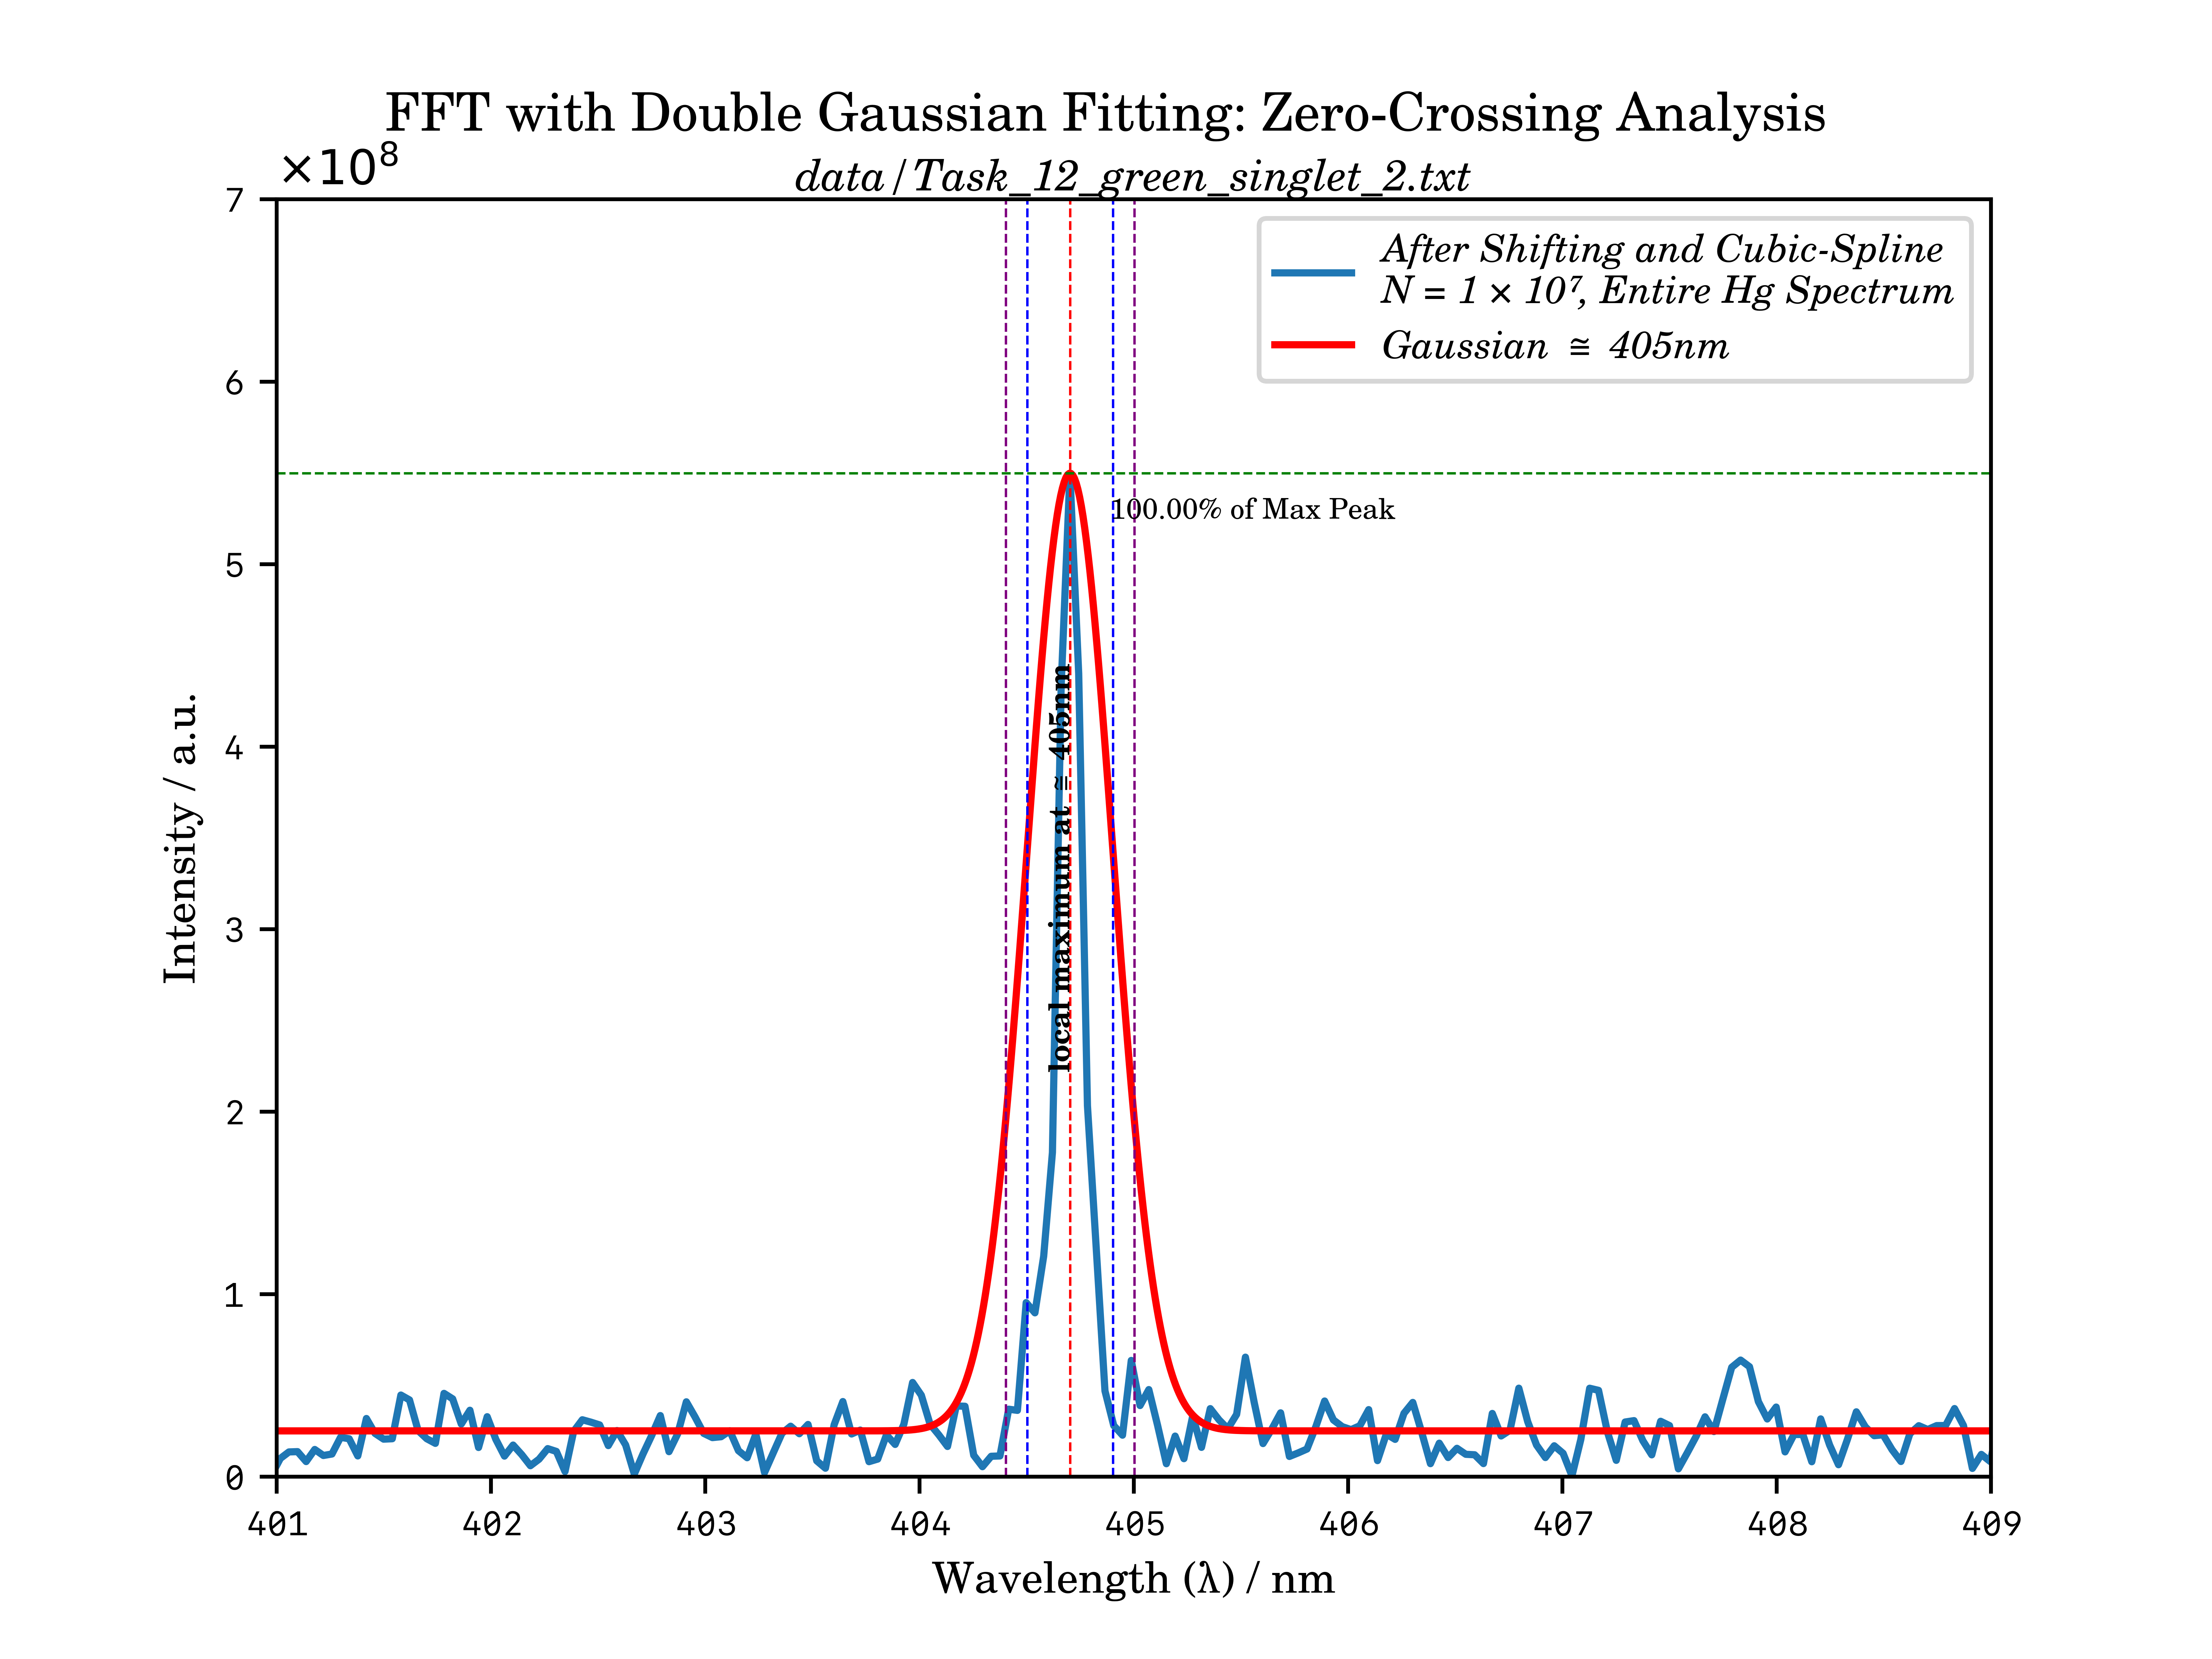 FFT with Double Gaussian Fitting: Zero-Crossing Analysis
data/Task_12_green_singlet_2.txt
×10⁸
After Shifting and Cubic-Spline
N = 1 × 10⁷, Entire Hg Spectrum
Gaussian ≅ 405nm
100.00% of Max Peak
local maximum at ≅ 405nm
Intensity / a.u.
7
6
5
4
3
2
1
0
401 402 403 404 405 406 407 408 409
Wavelength (λ) / nm